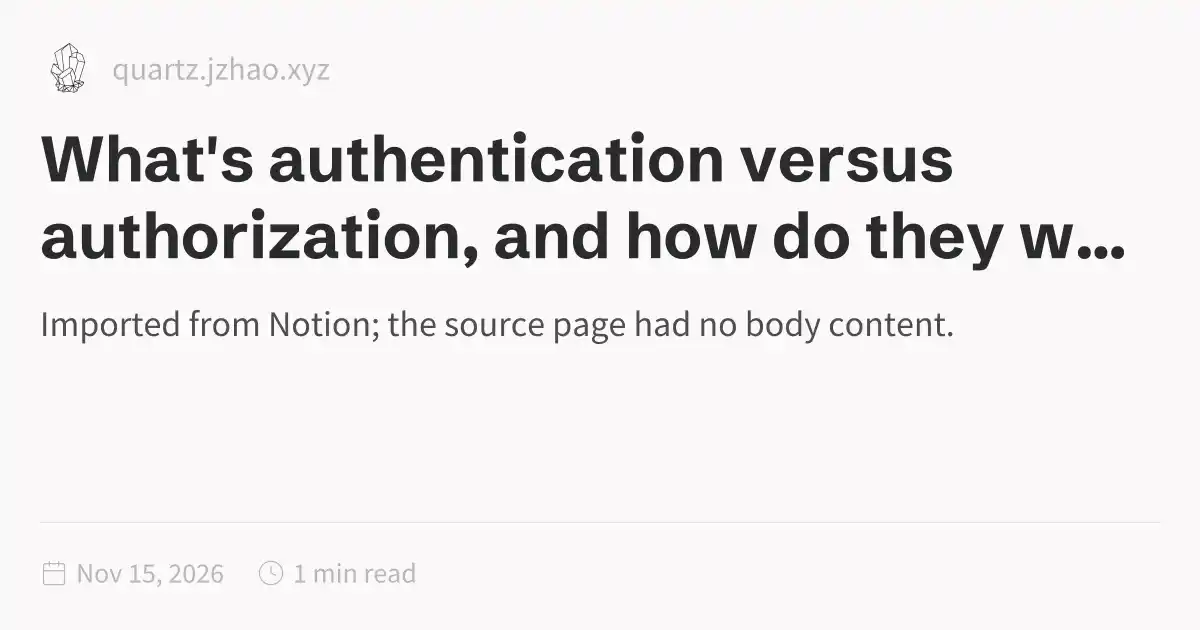 quartz.jzhao.xyz
What's authentication versus
authorization, and how do they w...
Imported from Notion; the source page had no body content.
Nov 15, 2026 1 min read